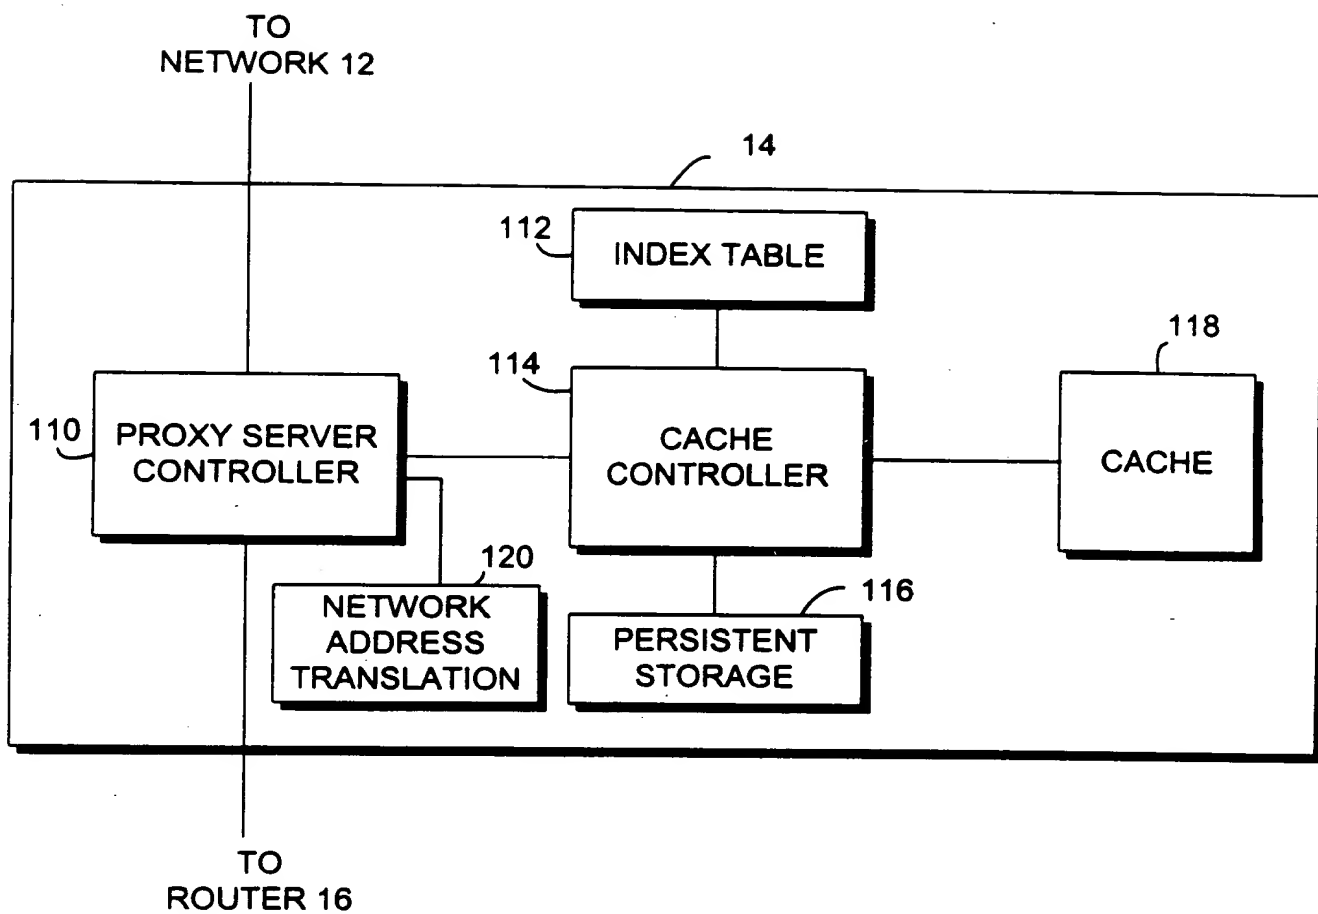 TO
NETWORK 12
14
112
INDEX TABLE
118
114
110
PROXY SERVER
CONTROLLER
CACHE
CONTROLLER
CACHE
120
NETWORK
ADDRESS
TRANSLATION
116
PERSISTENT
STORAGE
TO
ROUTER 16